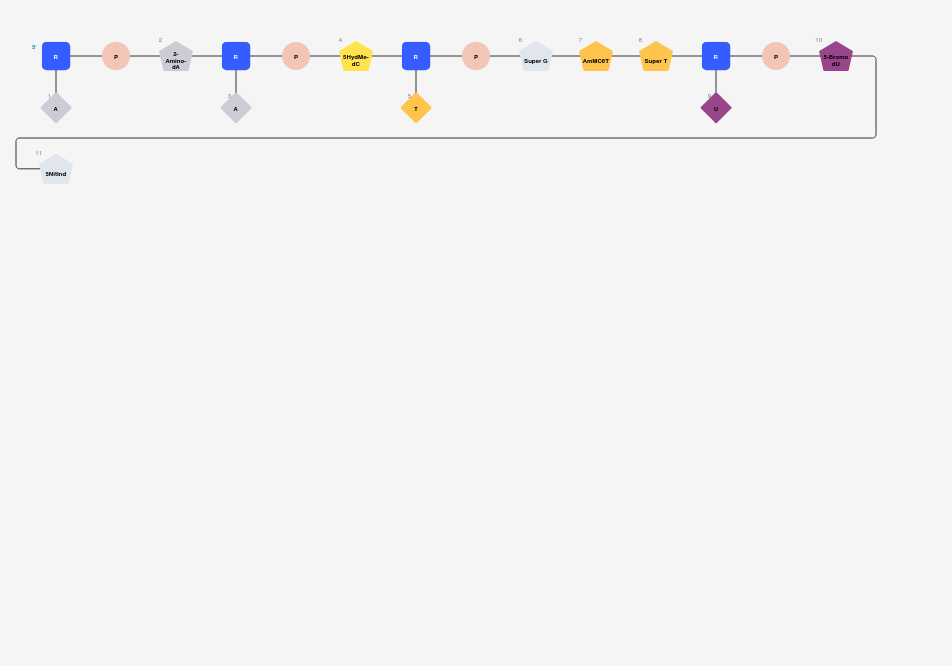 2 4 6 7 8 10
5'
R P 2-Amino-dA R P 5HydMe-dC R P Super G AmMC6T Super T R P 5-Bromo dU
1 3 5 9
A A T U
11
5NitInd